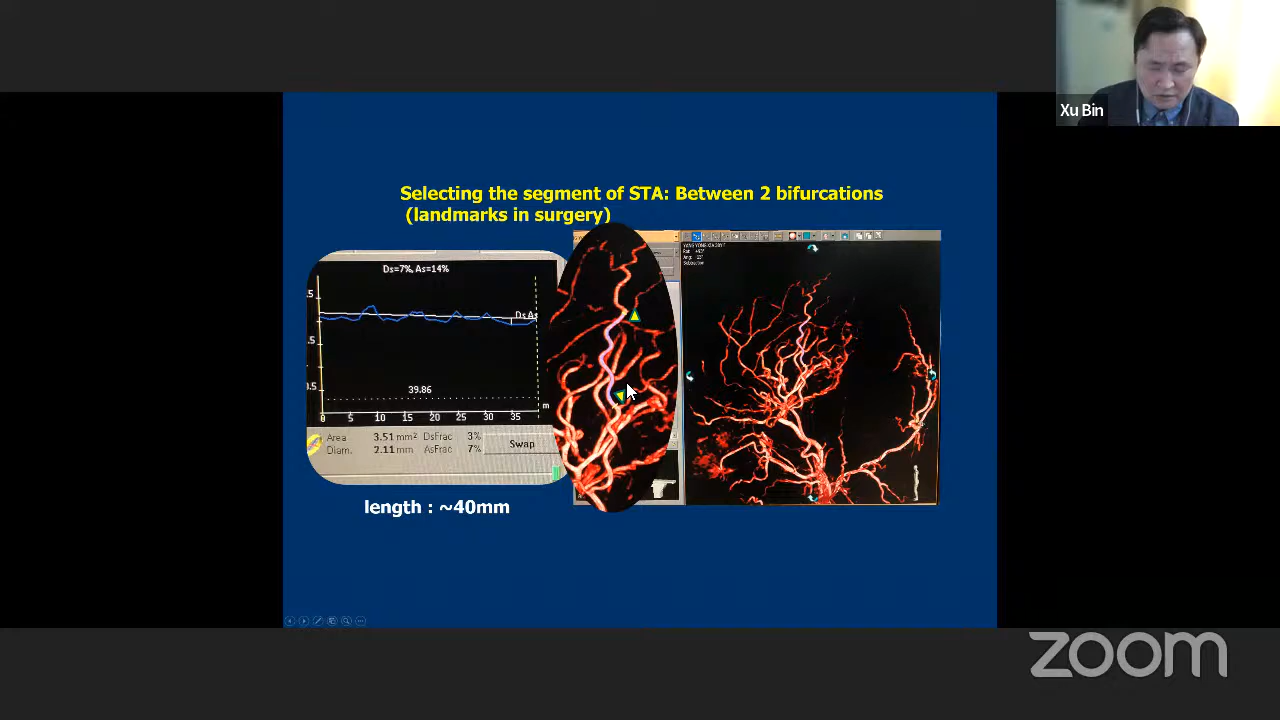 Xu Bin
Selecting the segment of STA: Between 2 bifurcations
(landmarks in surgery)
Ds=7%, As=14%
Ds As
39.86
0 5 10 15 20 25 30 35
Area 3.51 mm² DsFrac 3%
Diam. 2.11 mm AsFrac 7%
Swap
length : ~40mm
zoom